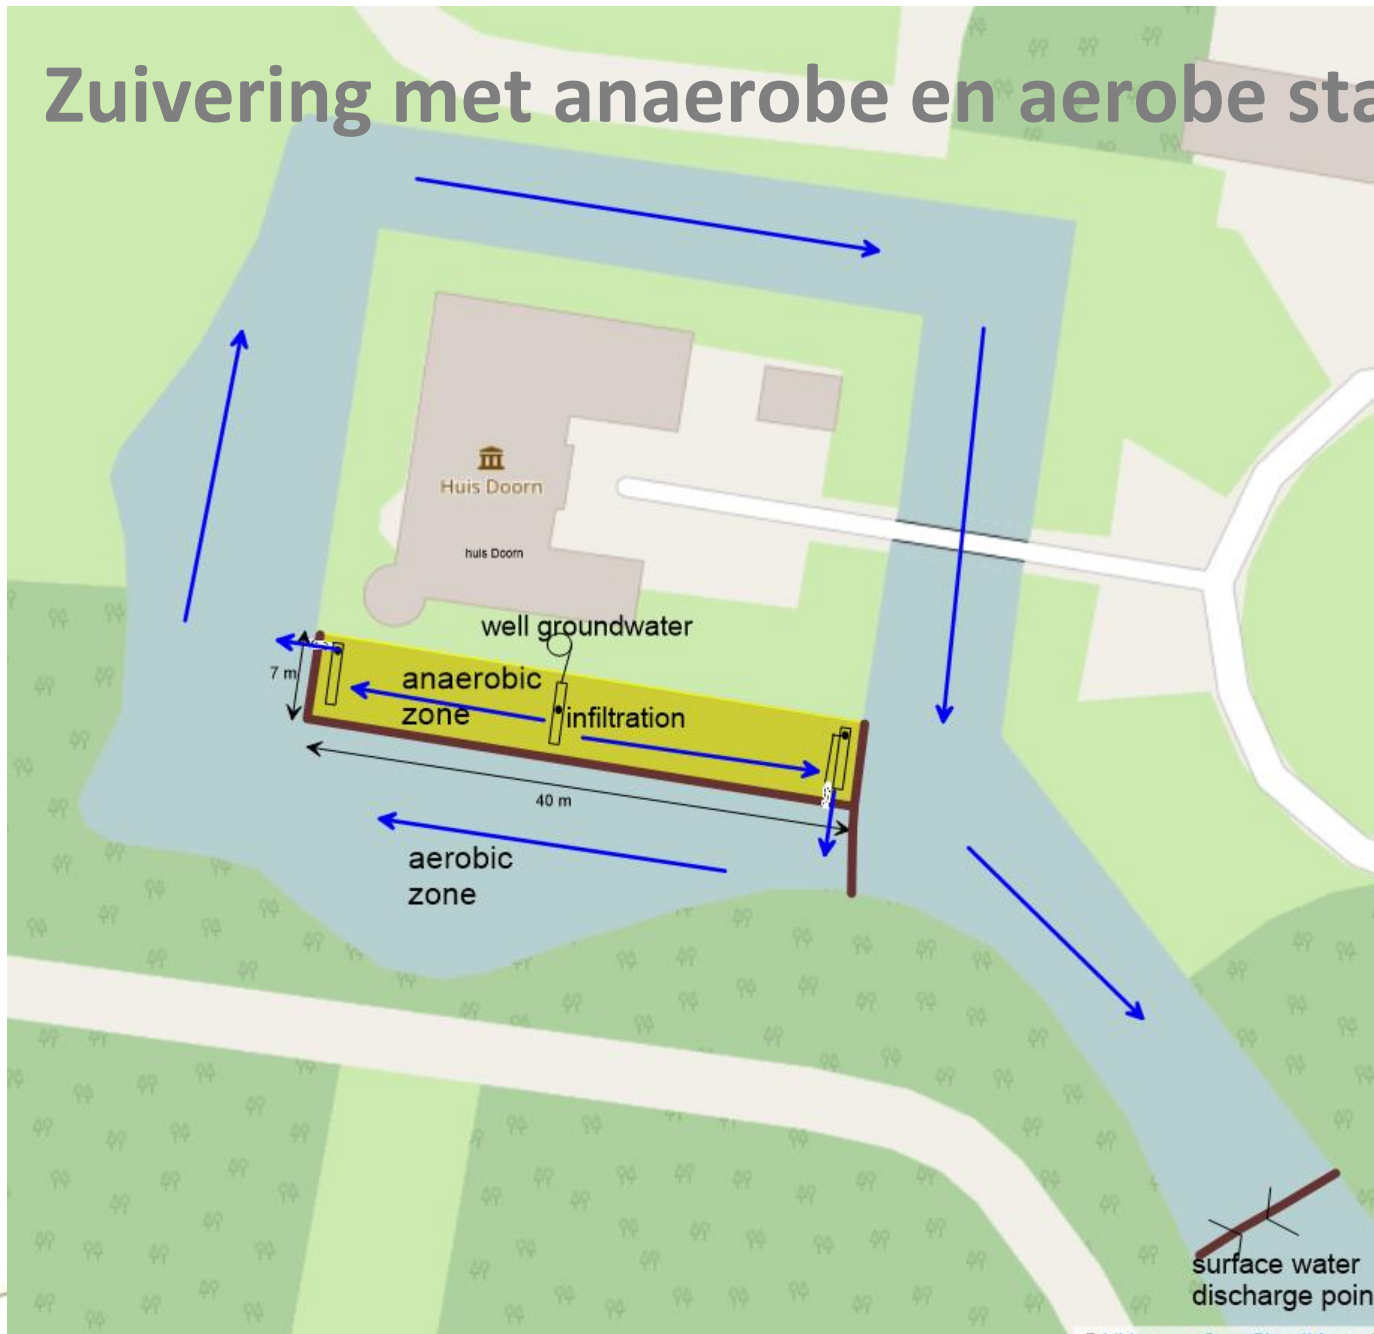 Zuivering met anaerobe en aerobe sta
Huis Doorn
huis Doorn
well groundwater
7 m
anaerobic
zone
infiltration
40 m
aerobic
zone
surface water
discharge poin